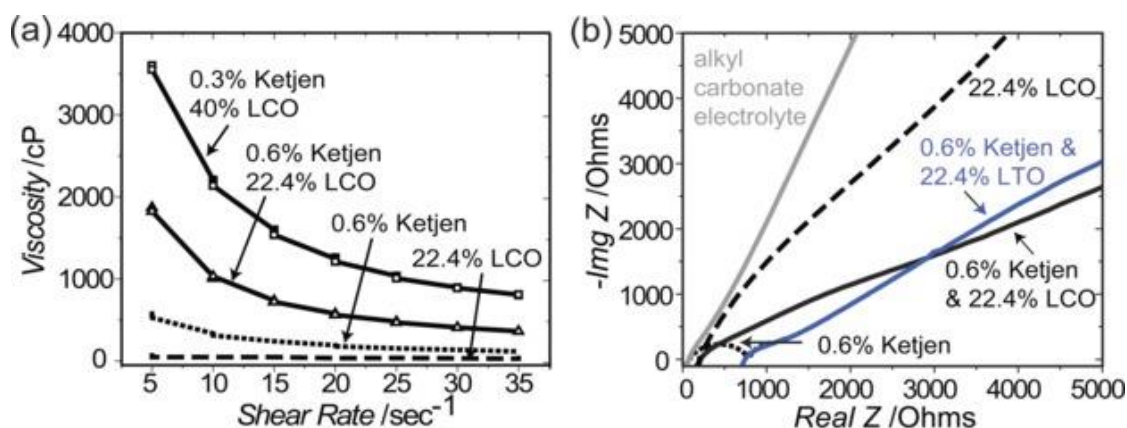 (a)
4000
3000
2000
1000
0
Viscosity /cP
5 10 15 20 25 30 35
Shear Rate /sec-1
0.3% Ketjen
40% LCO
0.6% Ketjen
22.4% LCO
0.6% Ketjen
22.4% LCO
(b)
5000
4000
3000
2000
1000
0
-Img Z /Ohms
0 1000 2000 3000 4000 5000
Real Z /Ohms
alkyl
carbonate
electrolyte
22.4% LCO
0.6% Ketjen &
22.4% LTO
0.6% Ketjen
& 22.4% LCO
0.6% Ketjen